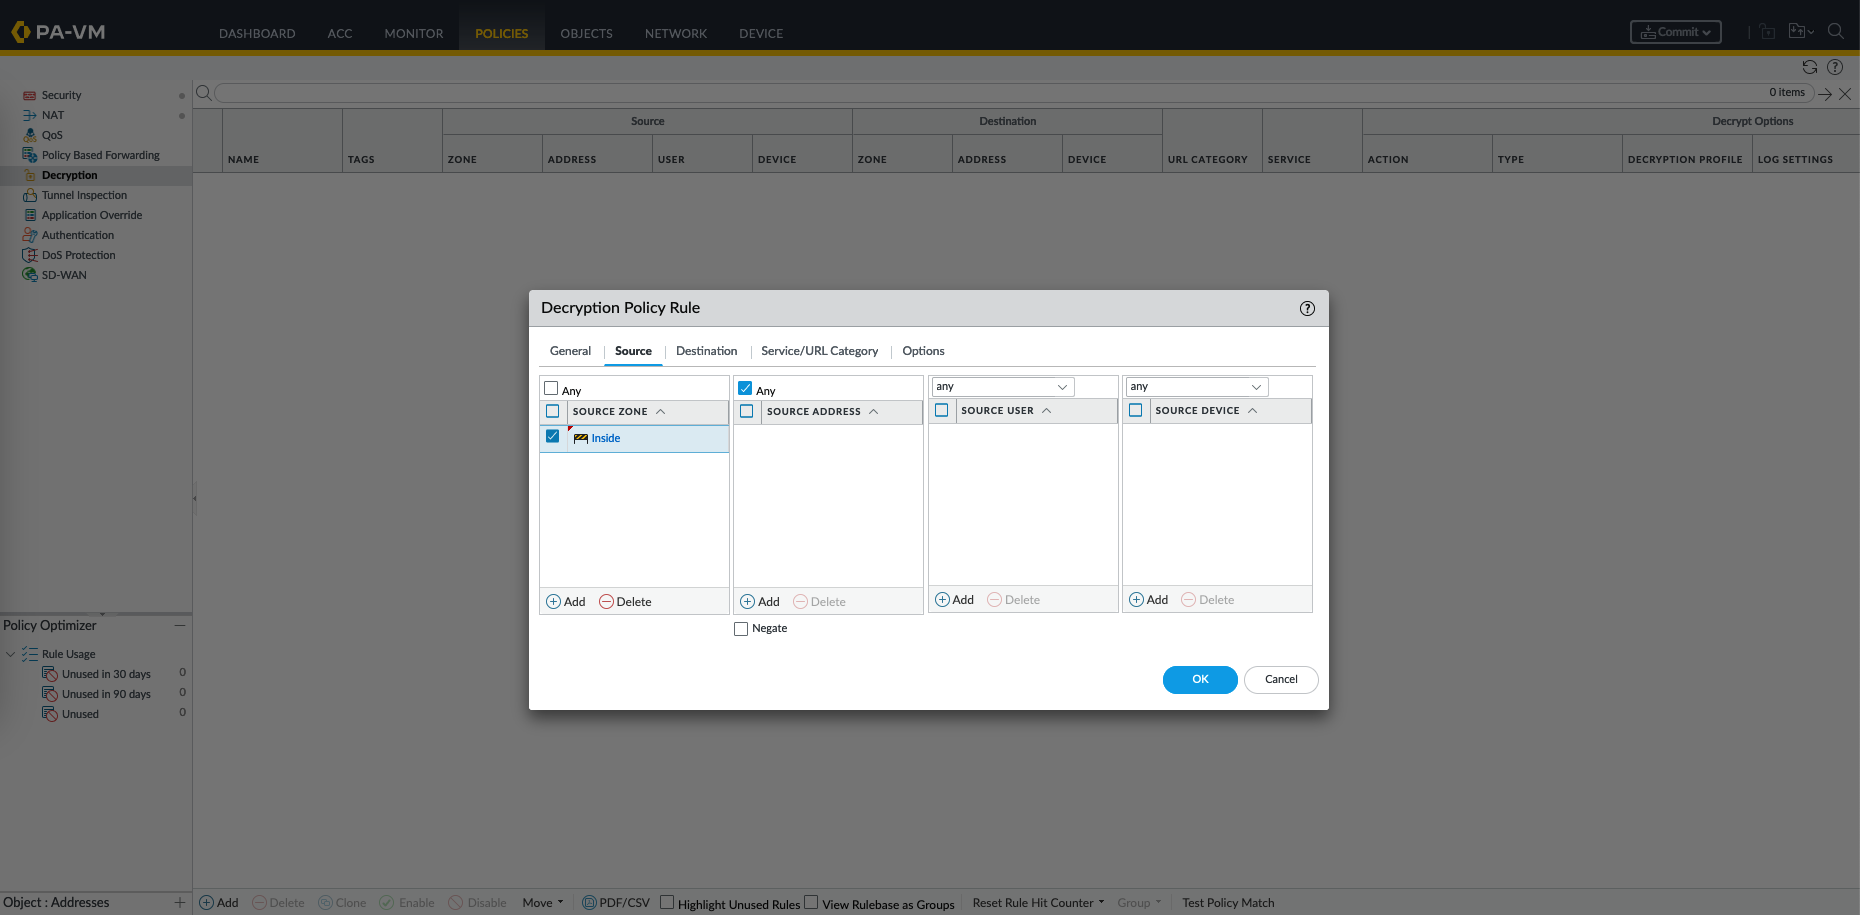 PA-VM
DASHBOARD ACC MONITOR POLICIES OBJECTS NETWORK DEVICE
Commit
Security
NAT
QoS
Policy Based Forwarding
Decryption
Tunnel Inspection
Application Override
Authentication
DoS Protection
SD-WAN
Policy Optimizer
Rule Usage
Unused in 30 days 0
Unused in 90 days 0
Unused 0
Object : Addresses
0 items
Source Destination Decrypt Options
NAME TAGS ZONE ADDRESS USER DEVICE ZONE ADDRESS DEVICE URL CATEGORY SERVICE ACTION TYPE DECRYPTION PROFILE LOG SETTINGS
Decryption Policy Rule
General Source Destination Service/URL Category Options
Any Any any any
SOURCE ZONE SOURCE ADDRESS SOURCE USER SOURCE DEVICE
Inside
Add Delete Add Delete Add Delete Add Delete
Negate
OK Cancel
Add Delete Clone Enable Disable Move PDF/CSV Highlight Unused Rules View Rulebase as Groups Reset Rule Hit Counter Group Test Policy Match